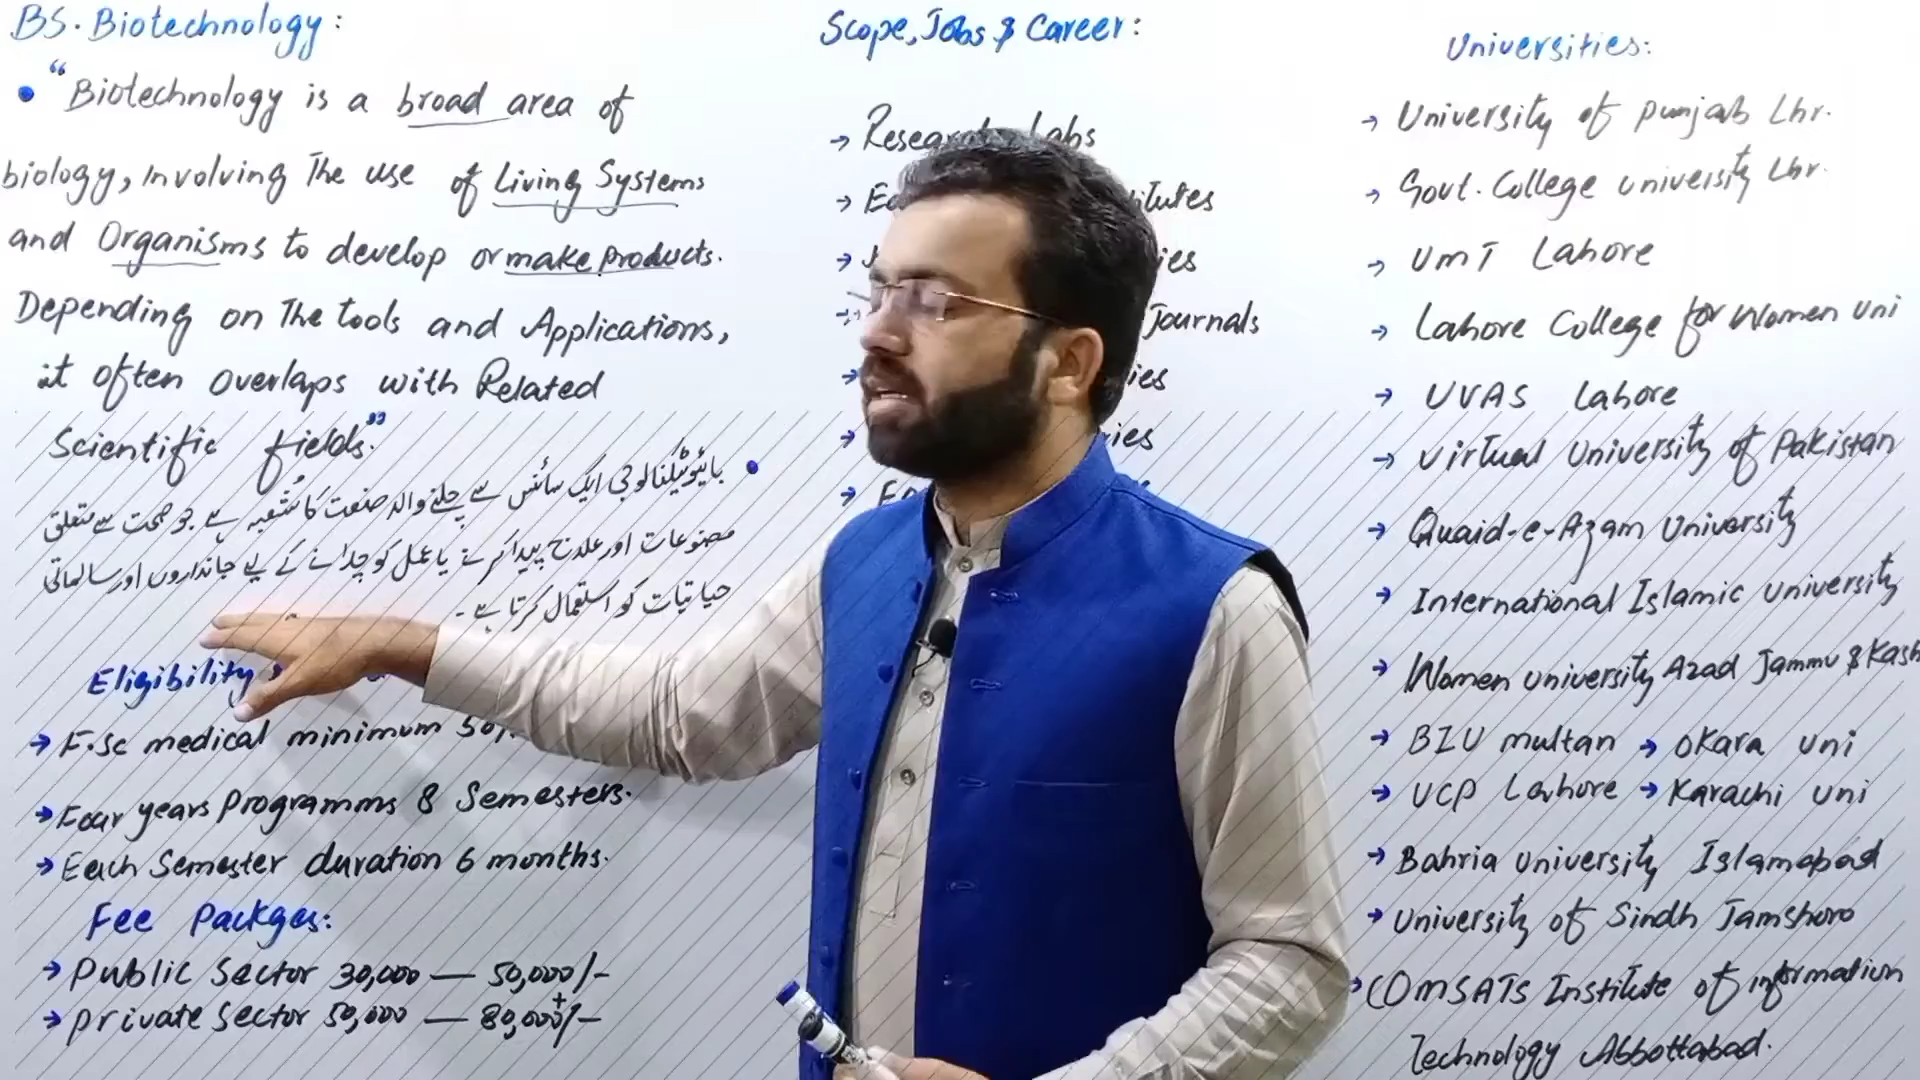 BS. Biotechnology:
"Biotechnology is a broad area of
biology, involving The use of Living Systems
and Organisms to develop or make products.
Depending on The tools and Applications,
it often overlaps with Related
Scientific fields."
بائیوٹیکنالوجی ایک سائنس سے چلنے والا صنعت کا شُعبہ ہے جو صحت سے متعلق
مصنوعات اور علاج پیدا کرنے یا عمل کو چلانے کے لیے جانداروں اور سالماتی
حیاتیات کو استعمال کرتا ہے۔
Eligibility
→ F.sc medical minimum 50
→ Four years Programms 8 Semesters.
→ Each Semester duration 6 months.
Fee Packges:
→ Public Sector 30,000 — 50,000/-
→ private Sector 50,000 — 80,000+/-
Scope, Jobs & Career:
→ Research Labs
Journals
Universities:
→ University of Punjab Lhr.
→ Govt. College university Lhr.
→ UMT Lahore
→ Lahore College for Women Uni
→ UVAS Lahore
→ Virtual University of Pakistan
→ Quaid-e-Azam University
→ International Islamic University
→ Women university Azad Jammu & Kash
→ BZU multan → Okara uni
→ UCP Lahore → Karachi uni
→ Bahria university Islamabad
→ University of Sindh Jamshoro
→ COMSATs Institute of information
Technology Abbottabad.